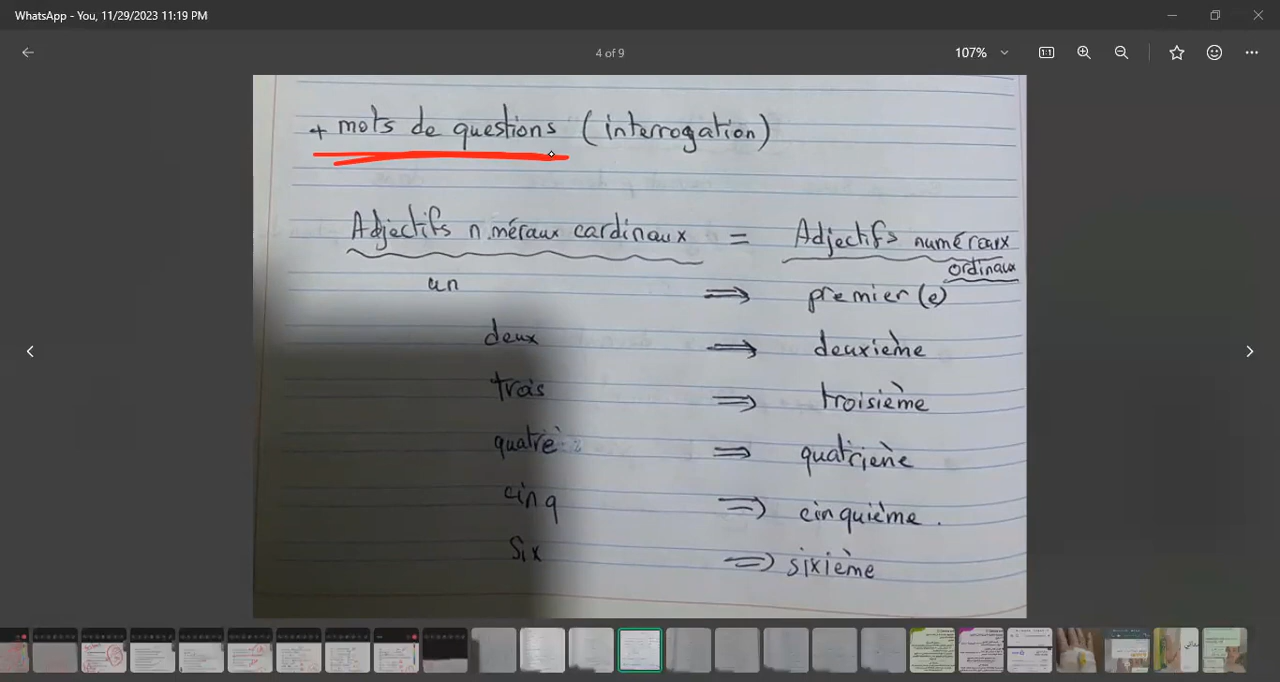 WhatsApp - You, 11/29/2023 11:19 PM
4 of 9
107%
+ mots de questions (interrogation)
Adjectifs n.méraux cardinaux = Adjectifs numéraux ordinaux
un ⇒ premier (e)
deux ⇒ deuxième
trois ⇒ troisième
quatre ⇒ quatrième
cinq ⇒ cinquième.
Six ⇒ sixième